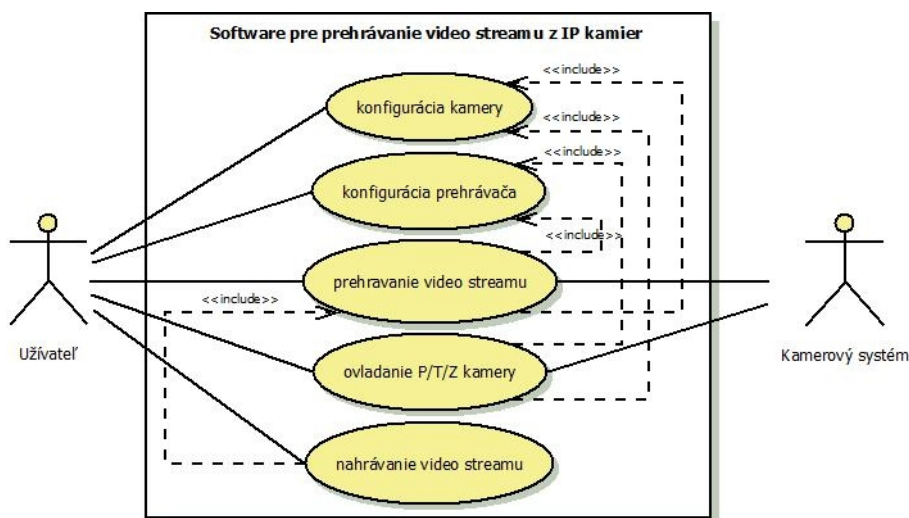 Software pre prehrávanie video streamu z IP kamier
<<include>>
konfigurácia kamery
<<include>>
<<include>>
konfigurácia prehrávača
<<include>>
prehravanie video streamu
<<include>>
Užívateľ
Kamerový systém
ovladanie P/T/Z kamery
nahrávanie video streamu